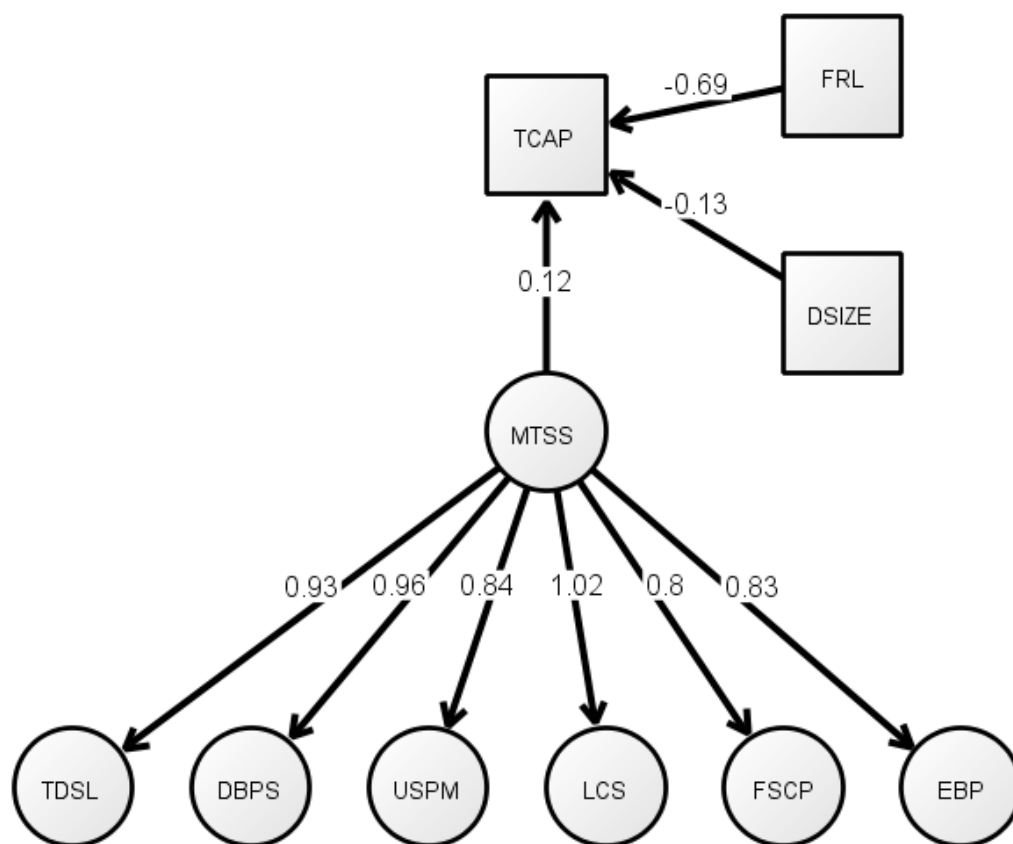 FRL
-0.69
TCAP
-0.13
0.12
DSIZE
MTSS
0.93
0.96
0.84
1.02
0.8
0.83
TDSL
DBPS
USPM
LCS
FSCP
EBP